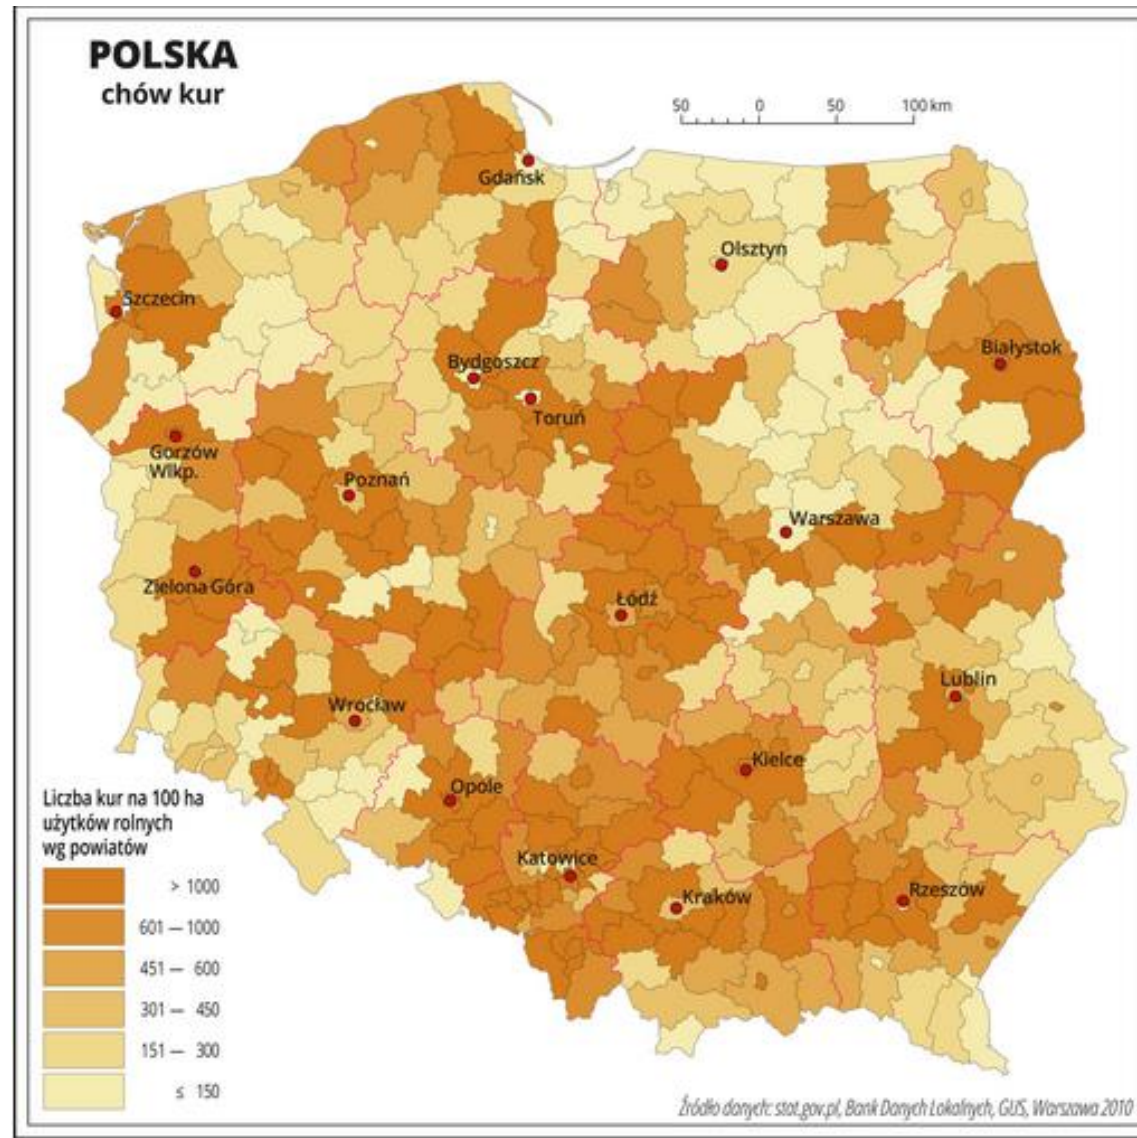 POLSKA
chów kur
50 0 50 100 km
Gdańsk
Olsztyn
Szczecin
Białystok
Bydgoszcz
Toruń
Gorzów
Wlkp.
Poznań
Warszawa
Zielona Góra
Łódź
Lublin
Wrocław
Kielce
Opole
Katowice
Kraków
Rzeszów
Liczba kur na 100 ha
użytków rolnych
wg powiatów
> 1000
601 — 1000
451 — 600
301 — 450
151 — 300
≤ 150
Źródło danych: stat.gov.pl, Bank Danych Lokalnych, GUS, Warszawa 2010